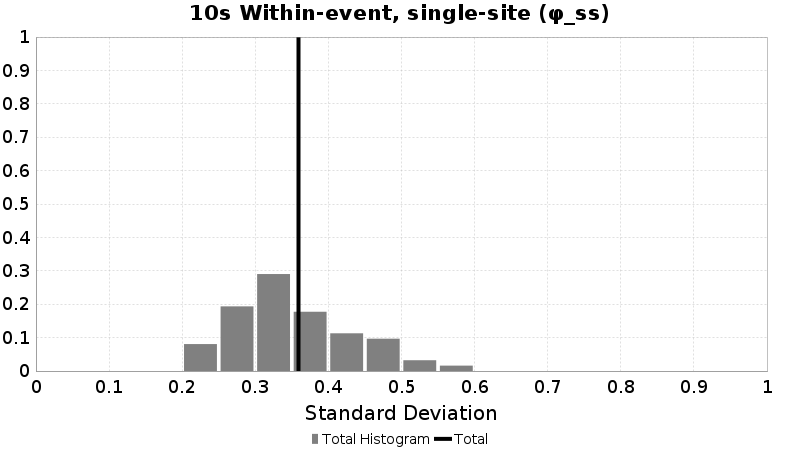 10s Within-event, single-site (φ_ss)
1
0.9
0.8
0.7
0.6
0.5
0.4
0.3
0.2
0.1
0
0 0.1 0.2 0.3 0.4 0.5 0.6 0.7 0.8 0.9 1
Standard Deviation
Total Histogram Total